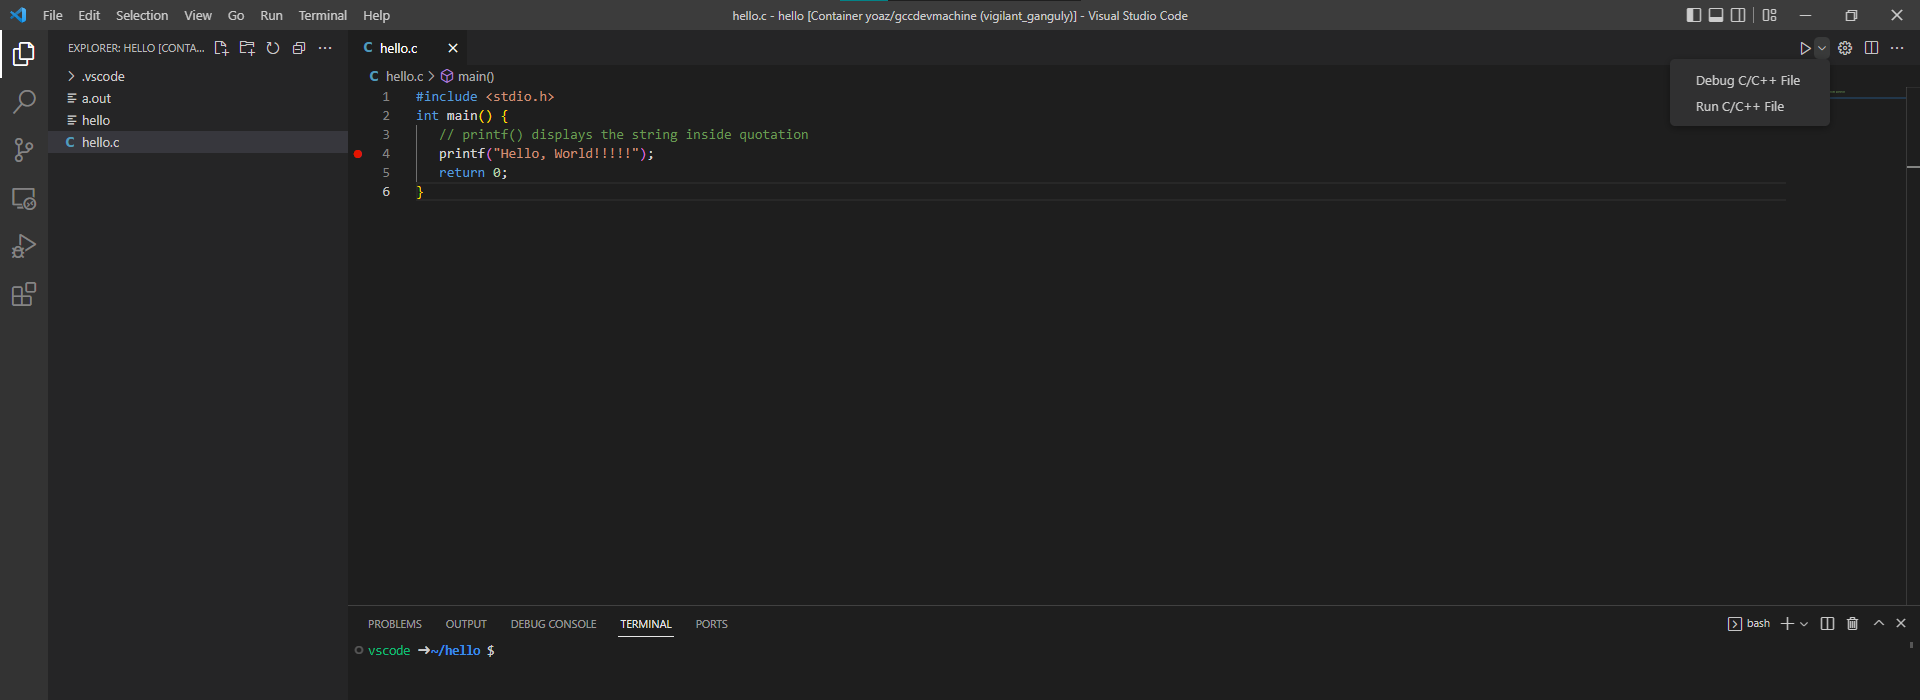 File Edit Selection View Go Run Terminal Help
hello.c - hello [Container yoaz/gccdevmachine (vigilant_ganguly)] - Visual Studio Code
EXPLORER: HELLO [CONTA...
.vscode
a.out
hello
C hello.c
C hello.c
C hello.c > main()
1 #include <stdio.h>
2 int main() {
3 // printf() displays the string inside quotation
4 printf("Hello, World!!!!!");
5 return 0;
6 }
Debug C/C++ File
Run C/C++ File
PROBLEMS OUTPUT DEBUG CONSOLE TERMINAL PORTS
bash
vscode ➜~/hello $